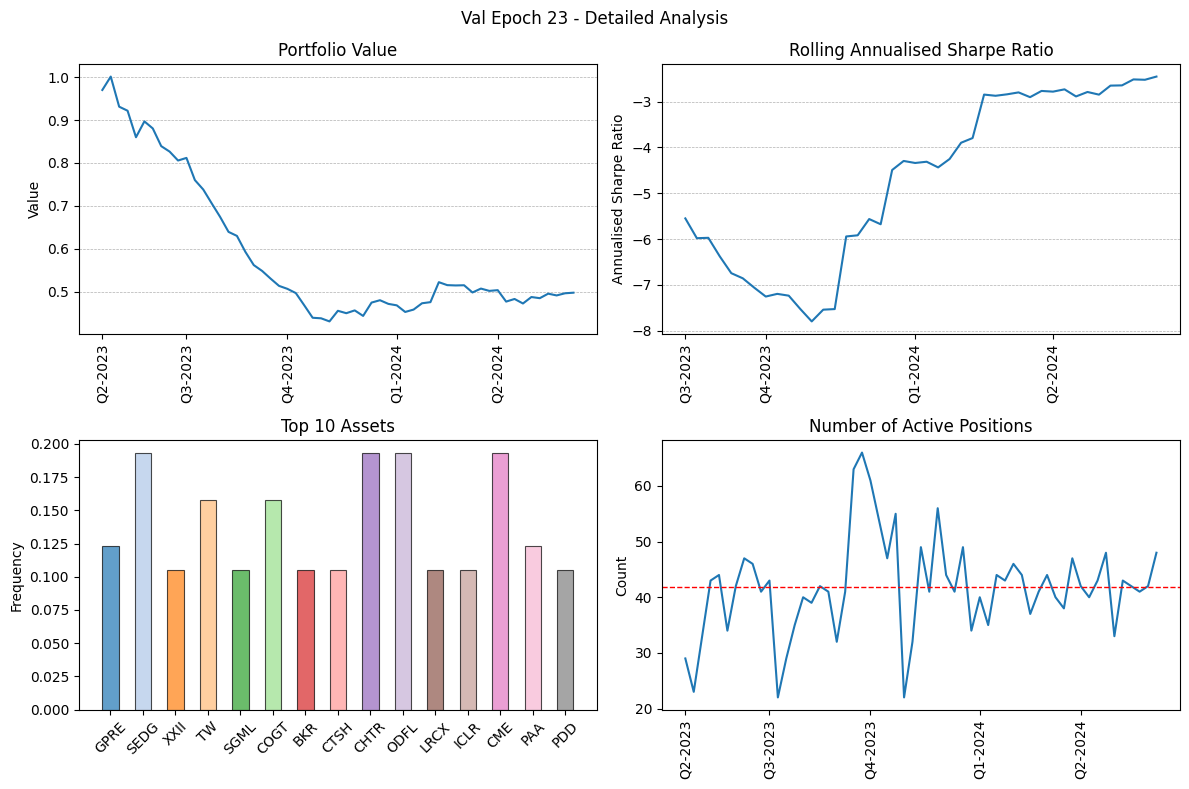 Val Epoch 23 - Detailed Analysis
Portfolio Value
Value
1.0
0.9
0.8
0.7
0.6
0.5
Q2-2023
Q3-2023
Q4-2023
Q1-2024
Q2-2024
Rolling Annualised Sharpe Ratio
Annualised Sharpe Ratio
−3
−4
−5
−6
−7
−8
Q3-2023
Q4-2023
Q1-2024
Q2-2024
Top 10 Assets
Frequency
0.200
0.175
0.150
0.125
0.100
0.075
0.050
0.025
0.000
GPRE
SEDG
XXII
TW
SGML
COGT
BKR
CTSH
CHTR
ODFL
LRCX
ICLR
CME
PAA
PDD
Number of Active Positions
Count
60
50
40
30
20
Q2-2023
Q3-2023
Q4-2023
Q1-2024
Q2-2024